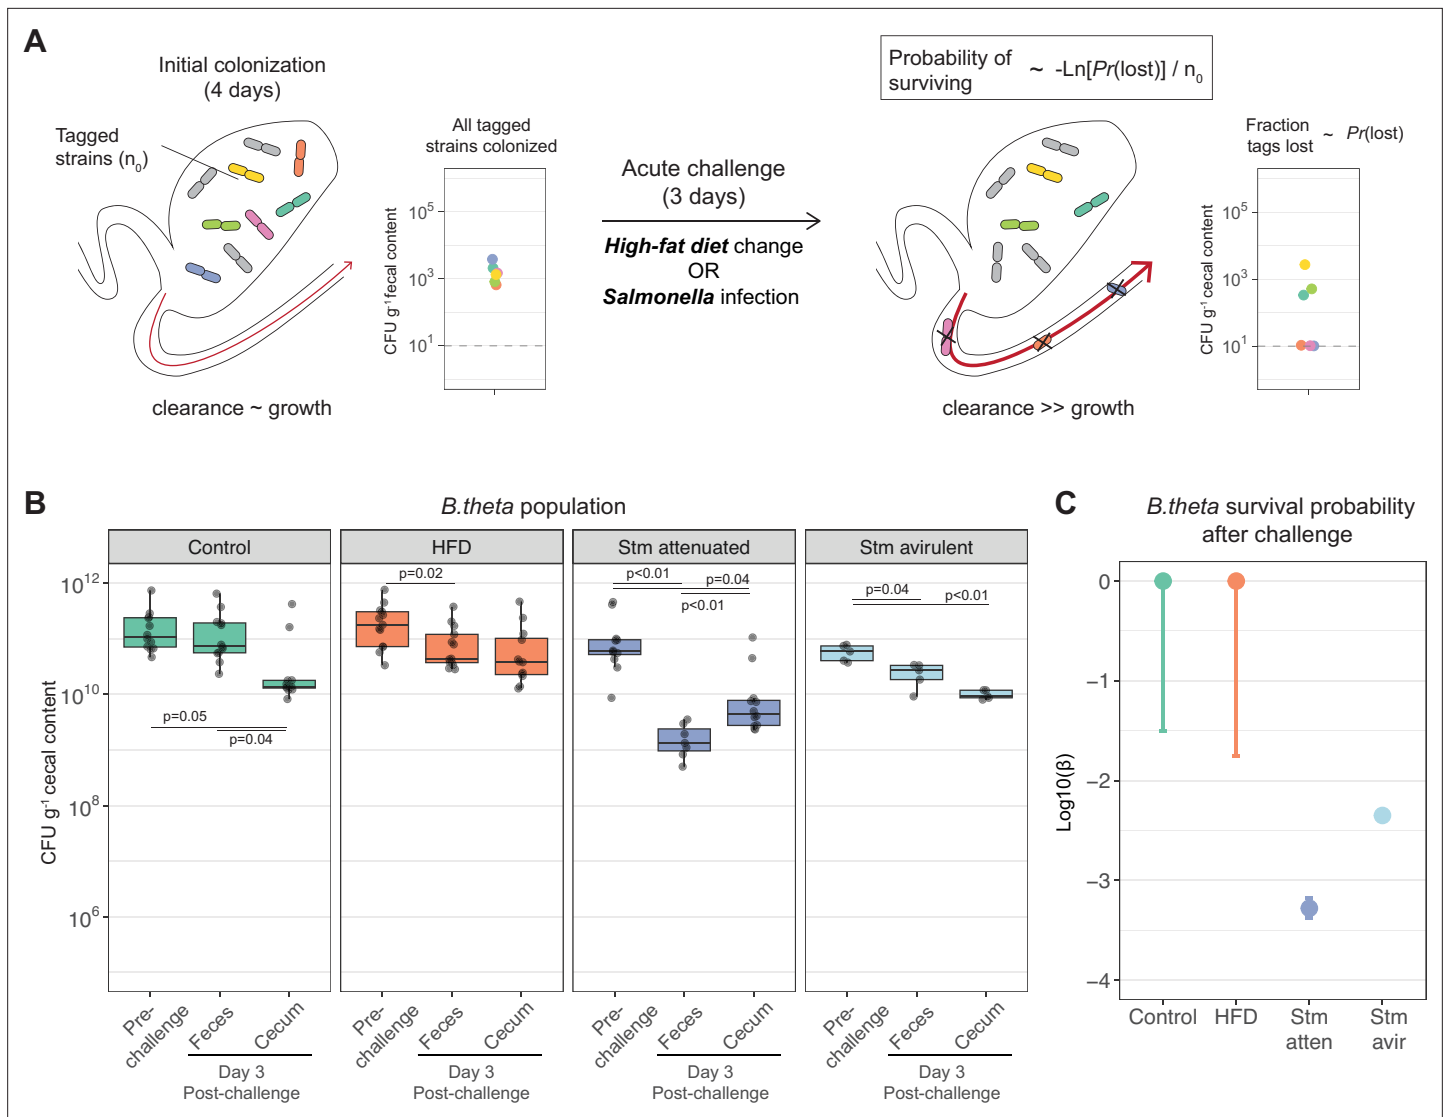 A
Initial colonization
(4 days)
Tagged
strains (n0)
All tagged
strains colonized
CFU g-1 fecal content
10^5
10^3
10^1
clearance ~ growth
Acute challenge
(3 days)
High-fat diet change
OR
Salmonella infection
Probability of
surviving ~ -Ln[Pr(lost)] / n0
Fraction
tags lost ~ Pr(lost)
CFU g-1 cecal content
10^5
10^3
10^1
clearance >> growth
B
B.theta population
Control
HFD
Stm attenuated
Stm avirulent
CFU g-1 cecal content
10^12
10^10
10^8
10^6
p=0.05
p=0.04
p=0.02
p<0.01
p=0.04
p<0.01
p=0.04
p<0.01
Pre-
challenge
Feces
Cecum
Day 3
Post-challenge
Pre-
challenge
Feces
Cecum
Day 3
Post-challenge
Pre-
challenge
Feces
Cecum
Day 3
Post-challenge
Pre-
challenge
Feces
Cecum
Day 3
Post-challenge
C
B.theta survival probability
after challenge
Log10(β)
0
−1
−2
−3
−4
Control
HFD
Stm
atten
Stm
avir